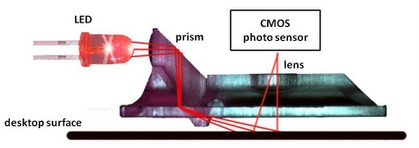 LED
prism
CMOS
photo sensor
lens
desktop surface